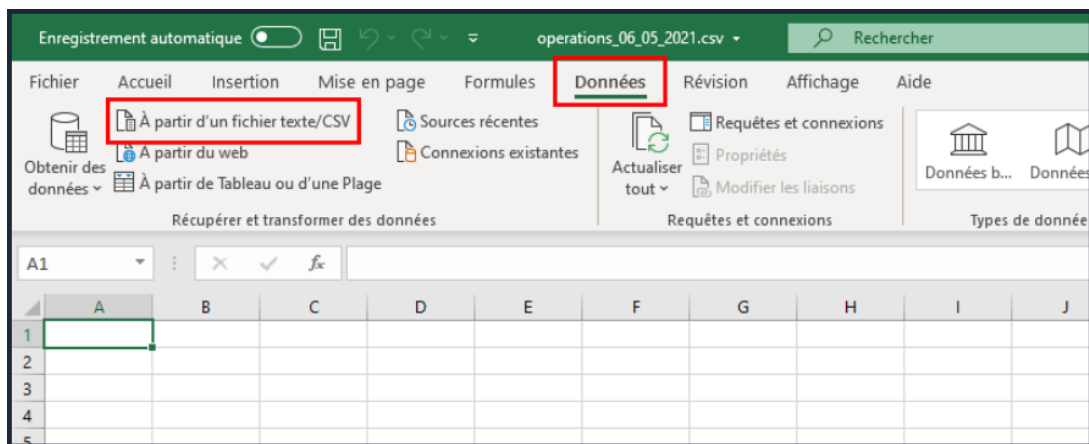 Enregistrement automatique operations_06_05_2021.csv Rechercher
Fichier Accueil Insertion Mise en page Formules Données Révision Affichage Aide
À partir d'un fichier texte/CSV Sources récentes Requêtes et connexions
À partir du web Connexions existantes Propriétés
Obtenir des données À partir de Tableau ou d'une Plage Actualiser tout Modifier les liaisons Données b... Données
Récupérer et transformer des données Requêtes et connexions Types de donnée
A1 fx
A B C D E F G H I J
1
2
3
4
5